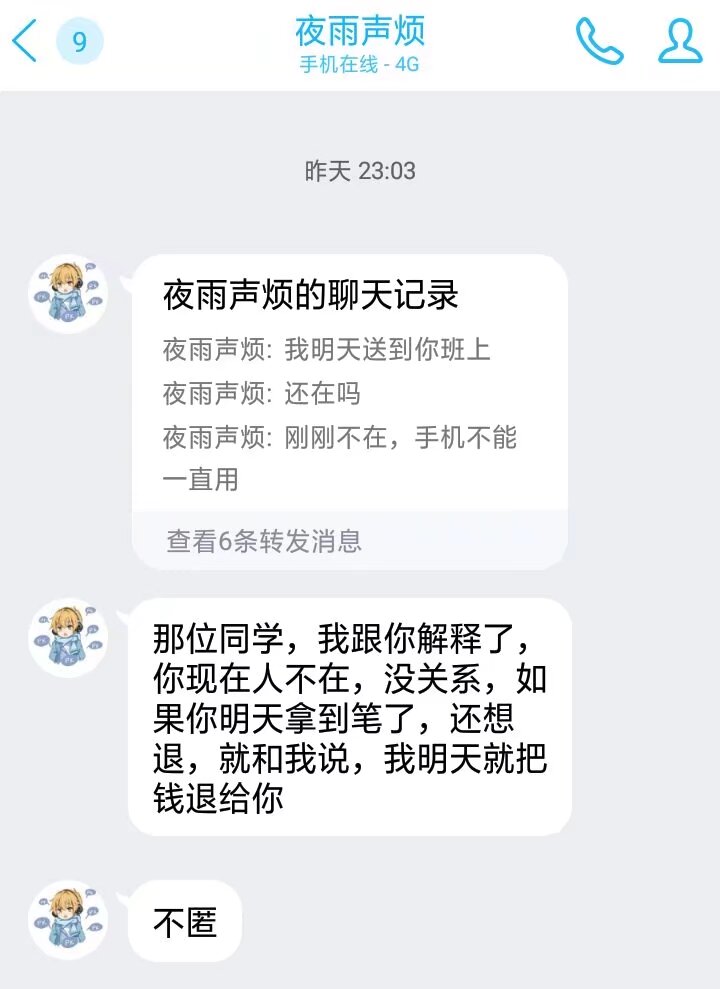 9
夜雨声烦
手机在线 - 4G
昨天 23:03
夜雨声烦的聊天记录
夜雨声烦: 我明天送到你班上
夜雨声烦: 还在吗
夜雨声烦: 刚刚不在，手机不能
一直用
查看6条转发消息
那位同学，我跟你解释了，
你现在人不在，没关系，如
果你明天拿到笔了，还想
退，就和我说，我明天就把
钱退给你
不匿